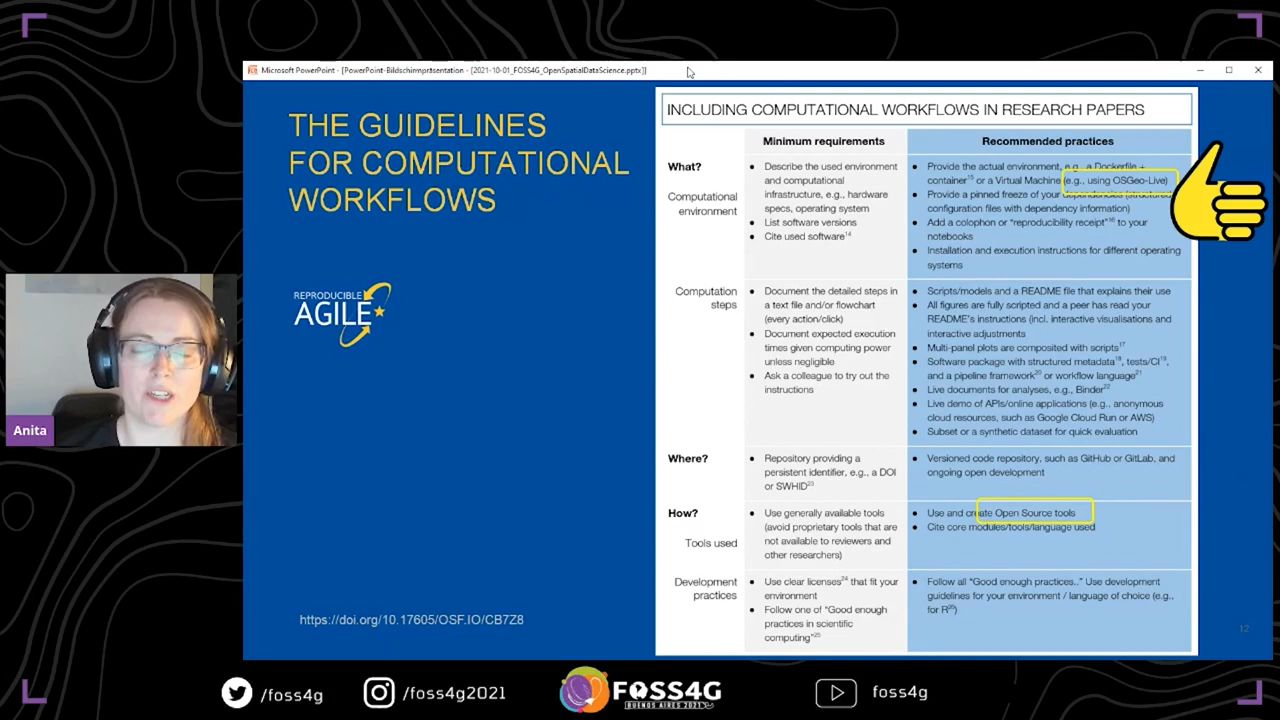 Microsoft PowerPoint - [PowerPoint-Bildschirmpräsentation - [2021-10-01_FOSS4G_OpenSpatialDataScience.pptx]]
THE GUIDELINES
FOR COMPUTATIONAL
WORKFLOWS
REPRODUCIBLE
AGILE
https://doi.org/10.17605/OSF.IO/CB7Z8
INCLUDING COMPUTATIONAL WORKFLOWS IN RESEARCH PAPERS
Minimum requirements
Recommended practices
What?
Computational
environment
• Describe the used environment
and computational
infrastructure, e.g., hardware
specs, operating system
• List software versions
• Cite used software14
• Provide the actual environment, e.g., a Dockerfile +
container15 or a Virtual Machine (e.g., using OSGeo-Live)
• Provide a pinned freeze of your dependencies (structured
configuration files with dependency information)
• Add a colophon or “reproducibility receipt”16 to your
notebooks
• Installation and execution instructions for different operating
systems
Computation
steps
• Document the detailed steps in
a text file and/or flowchart
(every action/click)
• Document expected execution
times given computing power
unless negligible
• Ask a colleague to try out the
instructions
• Scripts/models and a README file that explains their use
• All figures are fully scripted and a peer has read your
README's instructions (incl. interactive visualisations and
interactive adjustments
• Multi-panel plots are composited with scripts17
• Software package with structured metadata18, tests/CI19,
and a pipeline framework20 or workflow language21
• Live documents for analyses, e.g., Binder22
• Live demo of APIs/online applications (e.g., anonymous
cloud resources, such as Google Cloud Run or AWS)
• Subset or a synthetic dataset for quick evaluation
Where?
• Repository providing a
persistent identifier, e.g., a DOI
or SWHID23
• Versioned code repository, such as GitHub or GitLab, and
ongoing open development
How?
Tools used
• Use generally available tools
(avoid proprietary tools that are
not available to reviewers and
other researchers)
• Use and create Open Source tools
• Cite core modules/tools/language used
Development
practices
• Use clear licenses24 that fit your
environment
• Follow one of “Good enough
practices in scientific
computing”25
• Follow all “Good enough practices..” Use development
guidelines for your environment / language of choice (e.g.,
for R26)
12
Anita
/foss4g
/foss4g2021
FOSS4G
BUENOS AIRES 2021
foss4g